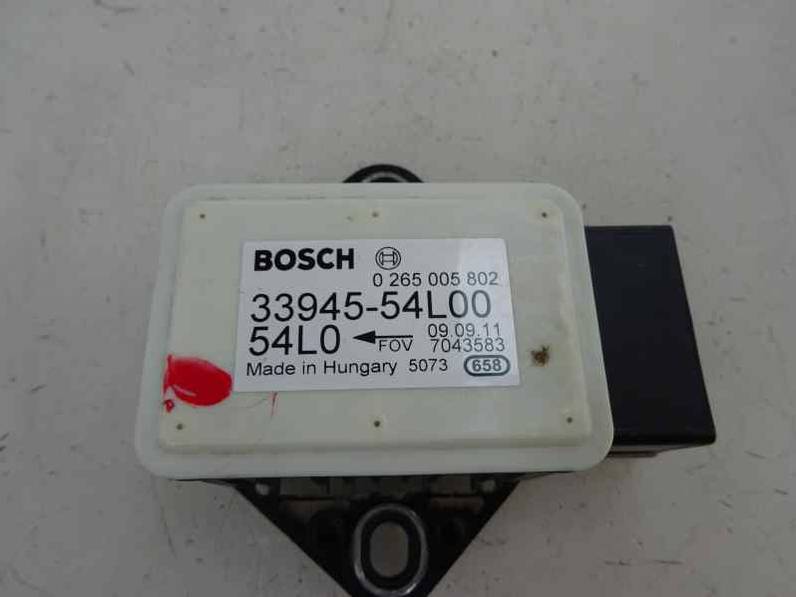 BOSCH
0 265 005 802
33945-54L00
54L0 FOV 09.09.11 7043583
Made in Hungary 5073 658